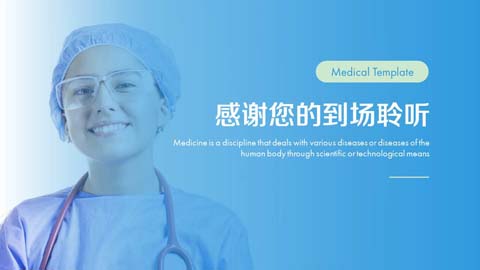 Medical Template
感谢您的到场聆听
Medicine is a discipline that deals with various diseases or diseases of the
human body through scientific or technological means